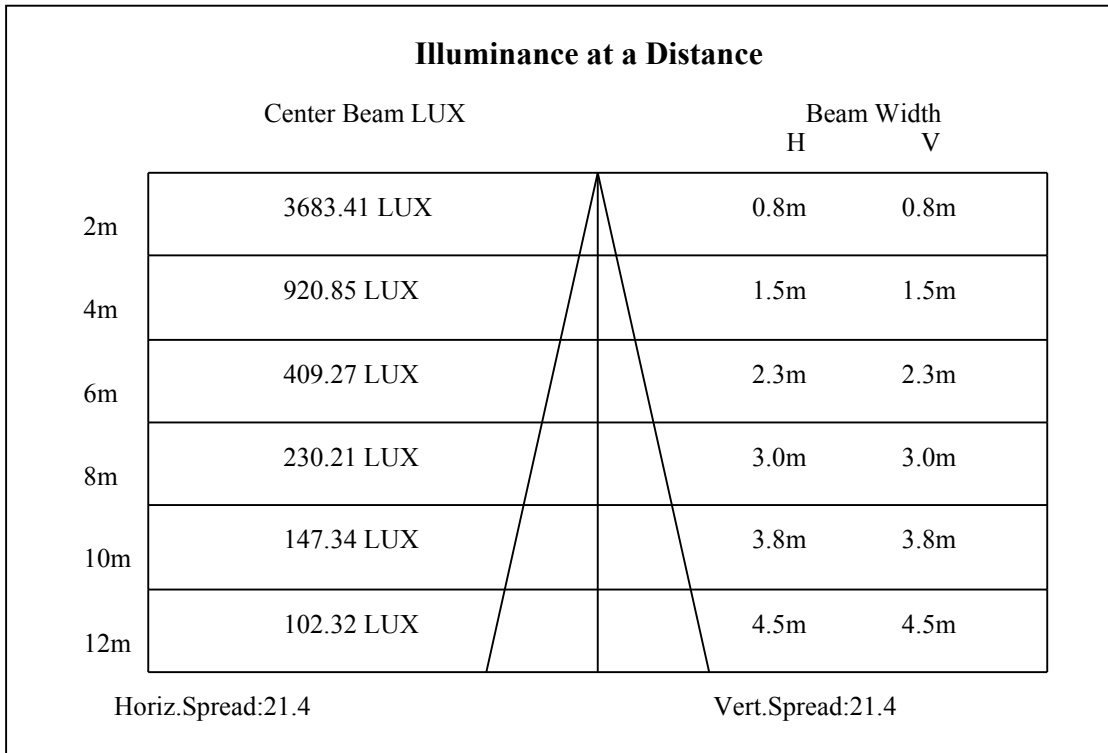 Illuminance at a Distance
Center Beam LUX Beam Width
H V
2m 3683.41 LUX 0.8m 0.8m
4m 920.85 LUX 1.5m 1.5m
6m 409.27 LUX 2.3m 2.3m
8m 230.21 LUX 3.0m 3.0m
10m 147.34 LUX 3.8m 3.8m
12m 102.32 LUX 4.5m 4.5m
Horiz.Spread:21.4 Vert.Spread:21.4